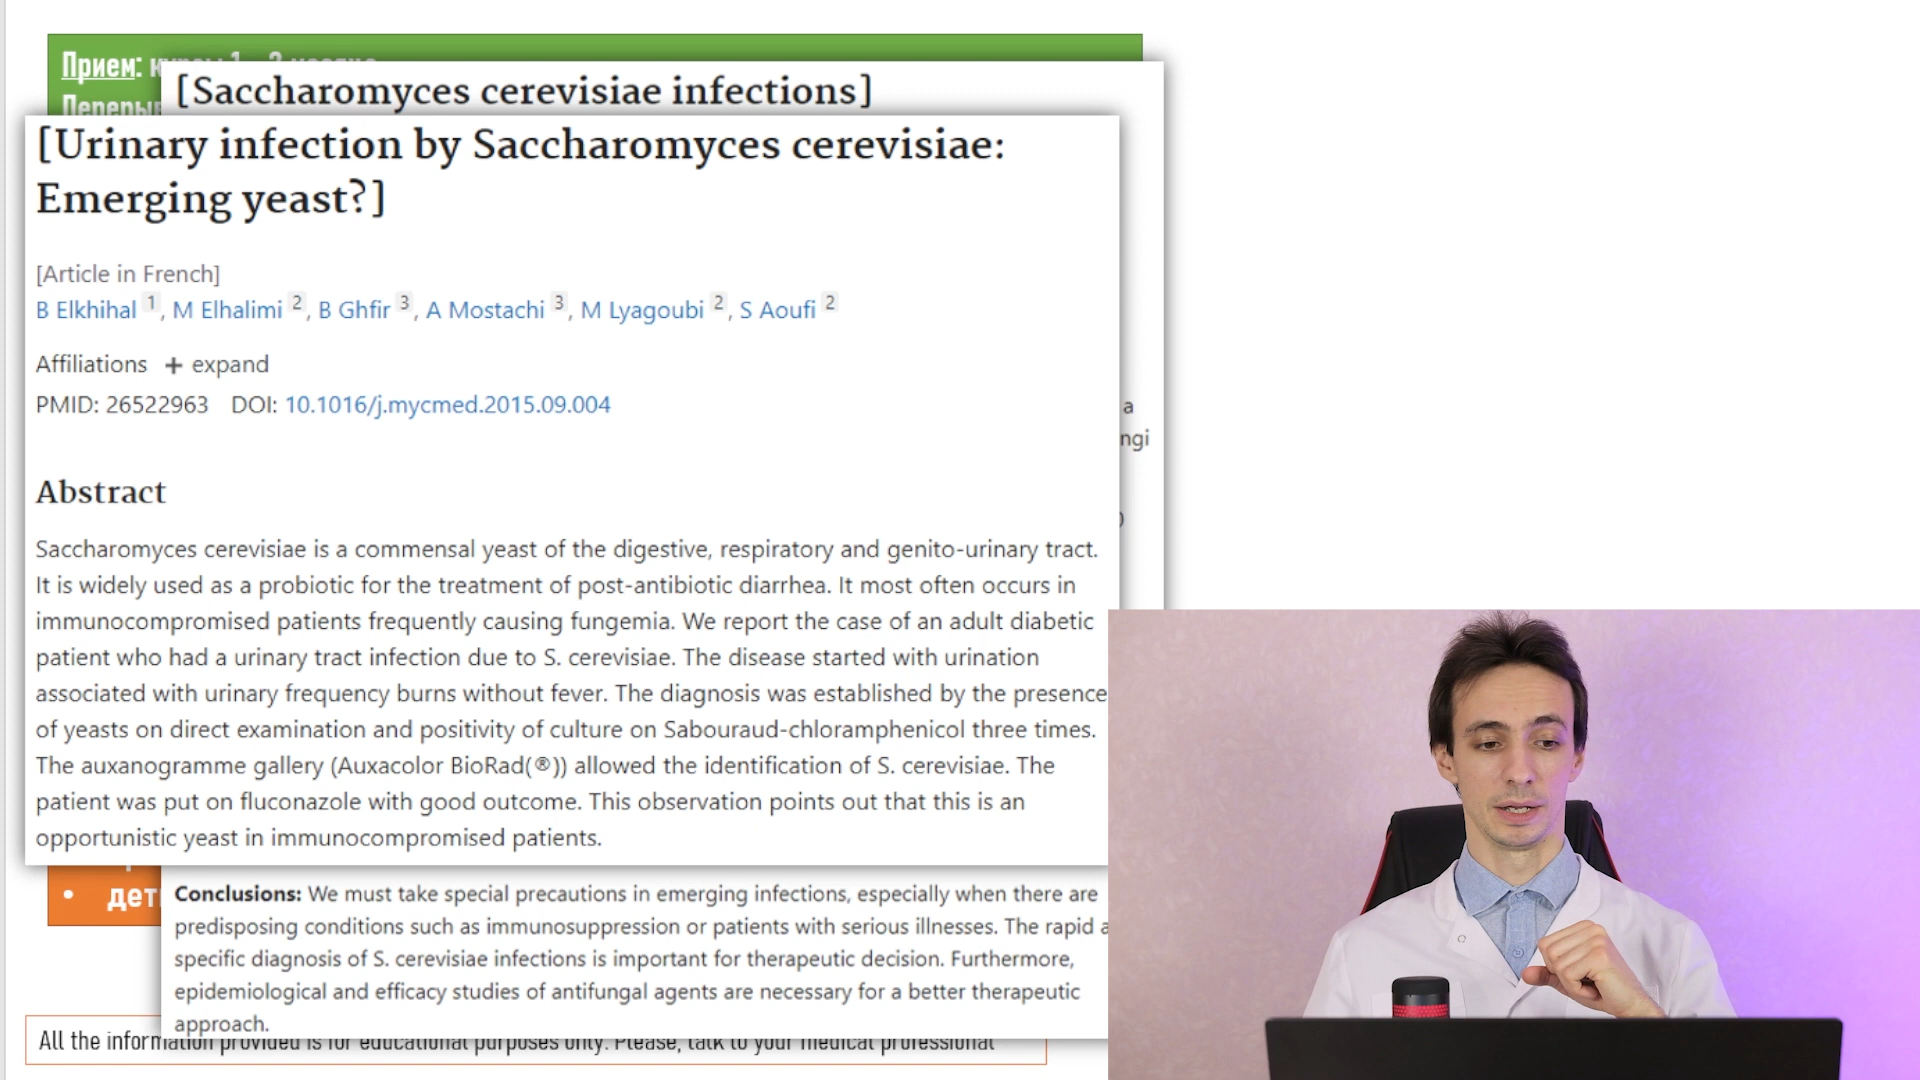 Прием:
[Saccharomyces cerevisiae infections]
[Urinary infection by Saccharomyces cerevisiae:
Emerging yeast?]
[Article in French]
B Elkhihal 1, M Elhalimi 2, B Ghfir 3, A Mostachi 3, M Lyagoubi 2, S Aoufi 2
Affiliations + expand
PMID: 26522963 DOI: 10.1016/j.mycmed.2015.09.004
a
ngi
Abstract
Saccharomyces cerevisiae is a commensal yeast of the digestive, respiratory and genito-urinary tract.
It is widely used as a probiotic for the treatment of post-antibiotic diarrhea. It most often occurs in
immunocompromised patients frequently causing fungemia. We report the case of an adult diabetic
patient who had a urinary tract infection due to S. cerevisiae. The disease started with urination
associated with urinary frequency burns without fever. The diagnosis was established by the presence
of yeasts on direct examination and positivity of culture on Sabouraud-chloramphenicol three times.
The auxanogramme gallery (Auxacolor BioRad(®)) allowed the identification of S. cerevisiae. The
patient was put on fluconazole with good outcome. This observation points out that this is an
opportunistic yeast in immunocompromised patients.
• дети
Conclusions: We must take special precautions in emerging infections, especially when there are
predisposing conditions such as immunosuppression or patients with serious illnesses. The rapid a
specific diagnosis of S. cerevisiae infections is important for therapeutic decision. Furthermore,
epidemiological and efficacy studies of antifungal agents are necessary for a better therapeutic
approach.
All the information provided is for educational purposes only. Please, talk to your medical professional